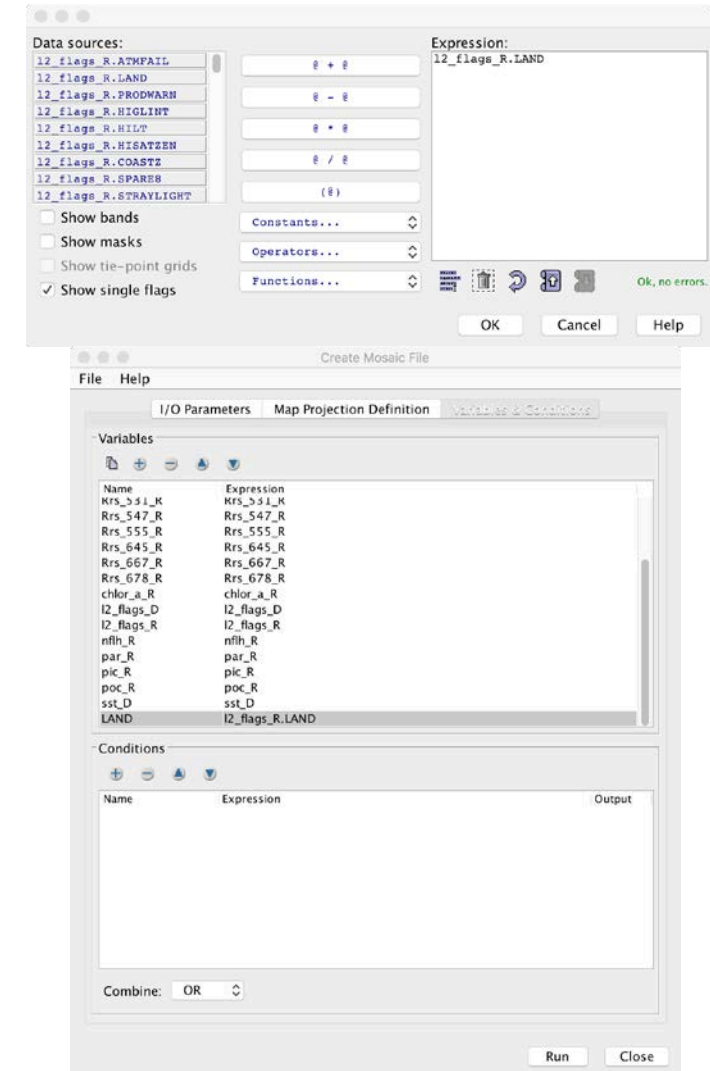 Data sources:
l2_flags_R.ATMFAIL
l2_flags_R.LAND
l2_flags_R.PRODWARN
l2_flags_R.HIGLINT
l2_flags_R.HILT
l2_flags_R.HISATZEN
l2_flags_R.COASTZ
l2_flags_R.SPARE8
l2_flags_R.STRAYLIGHT
Show bands
Show masks
Show tie-point grids
Show single flags
@ + @
@ - @
@ * @
@ / @
(@)
Constants...
Operators...
Functions...
Expression:
l2_flags_R.LAND
Ok, no errors.
OK Cancel Help
Create Mosaic File
File Help
I/O Parameters Map Projection Definition Variables & Conditions
Variables
Name Expression
Rrs_531_R Rrs_531_R
Rrs_547_R Rrs_547_R
Rrs_555_R Rrs_555_R
Rrs_645_R Rrs_645_R
Rrs_667_R Rrs_667_R
Rrs_678_R Rrs_678_R
chlor_a_R chlor_a_R
l2_flags_D l2_flags_D
l2_flags_R l2_flags_R
nflh_R nflh_R
par_R par_R
pic_R pic_R
poc_R poc_R
sst_D sst_D
LAND l2_flags_R.LAND
Conditions
Name Expression Output
Combine: OR
Run Close